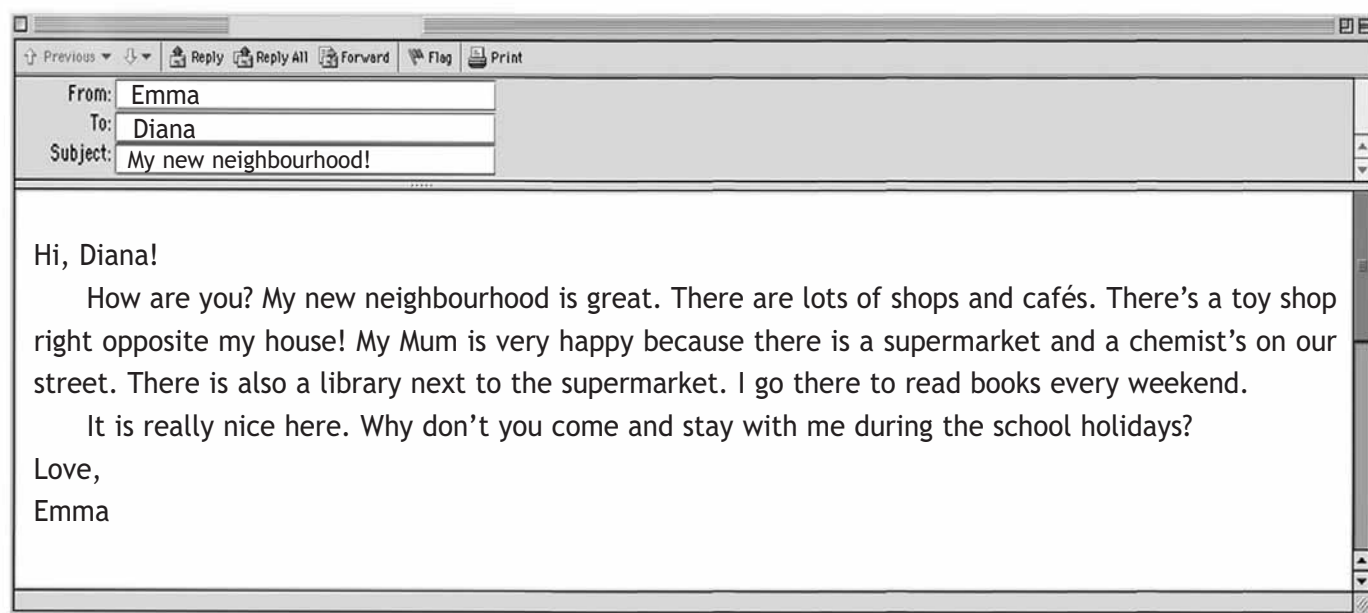 Previous Reply Reply All Forward Flag Print
From: Emma
To: Diana
Subject: My new neighbourhood!
Hi, Diana!
How are you? My new neighbourhood is great. There are lots of shops and cafés. There’s a toy shop
right opposite my house! My Mum is very happy because there is a supermarket and a chemist’s on our
street. There is also a library next to the supermarket. I go there to read books every weekend.
It is really nice here. Why don’t you come and stay with me during the school holidays?
Love,
Emma